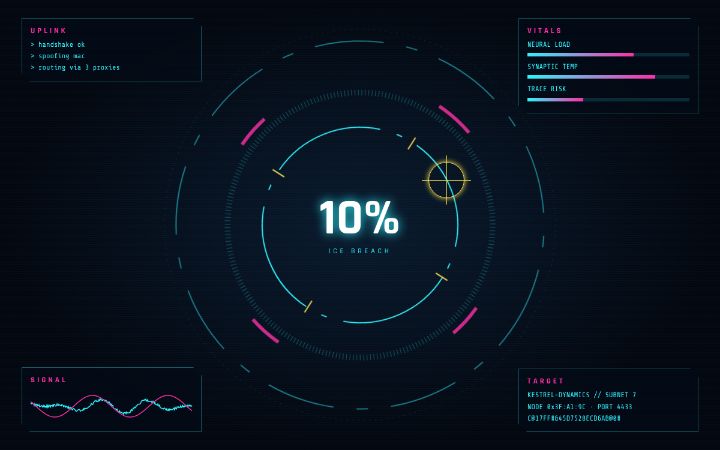 UPLINK
> handshake ok
> spoofing mac
> routing via 3 proxies
VITALS
NEURAL LOAD
SYNAPTIC TEMP
TRACE RISK
10%
ICE BREACH
SIGNAL
TARGET
KESTREL-DYNAMICS // SUBNET 7
NODE 0x3F:A1:9C · PORT 4433